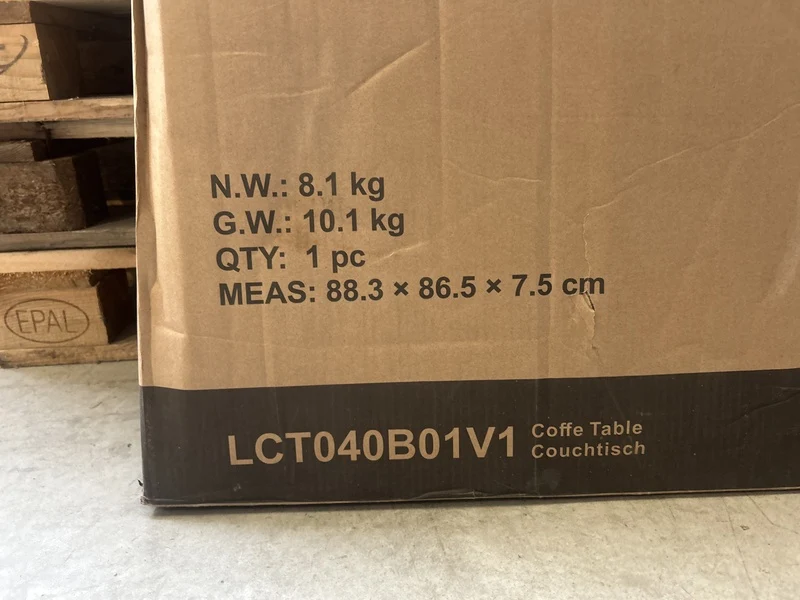 N.W.: 8.1 kg
G.W.: 10.1 kg
QTY: 1 pc
MEAS: 88.3 × 86.5 × 7.5 cm
EPAL
LCT040B01V1
Coffe Table
Couchtisch